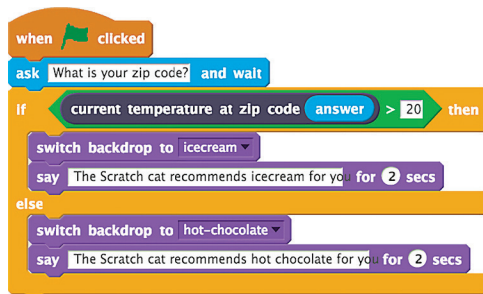 when clicked
ask What is your zip code? and wait
if current temperature at zip code answer > 20 then
switch backdrop to icecream
say The Scratch cat recommends icecream for you for 2 secs
else
switch backdrop to hot-chocolate
say The Scratch cat recommends hot chocolate for you for 2 secs